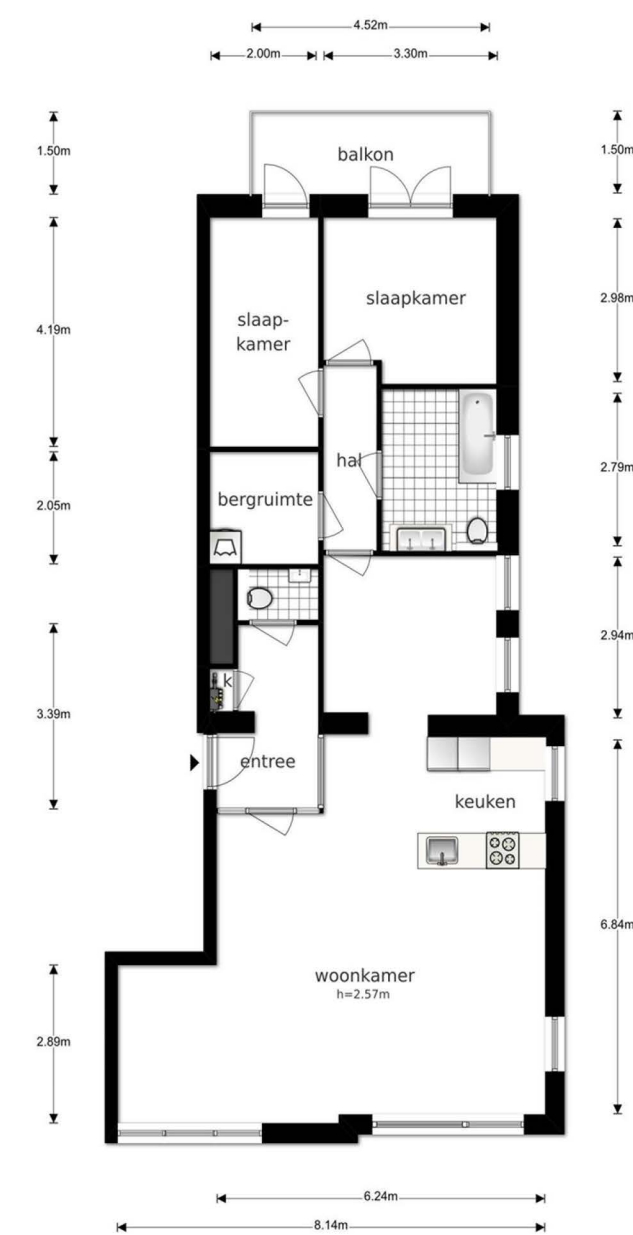 4.52m
2.00m
3.30m
1.50m
balkon
1.50m
slaapkamer
2.98m
slaap-
kamer
4.19m
hal
2.79m
bergruimte
2.05m
2.94m
k
3.39m
entree
keuken
6.84m
woonkamer
h=2.57m
2.89m
6.24m
8.14m